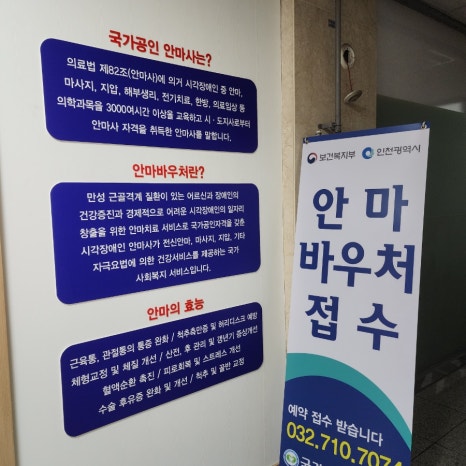 국가공인 안마사는?
의료법 제82조(안마사)에 의거 시각장애인 중 안마,
마사지, 지압, 해부생리, 전기치료, 한방, 의료임상 등
의학과목을 3000여시간 이상을 교육하고 시·도지사로부터
안마사 자격을 취득한 안마사를 말합니다.
안마바우처란?
만성 근골격계 질환이 있는 어르신과 장애인의
건강증진과 경제적으로 어려운 시각장애인의 일자리
창출을 위한 안마치료 서비스로 국가공인자격을 갖춘
시각장애인 안마사가 전신안마, 마사지, 지압, 기타
자극요법에 의한 건강서비스를 제공하는 국가
사회복지 서비스입니다.
안마의 효능
근육통, 관절통의 통증 완화 / 척추측만증 및 허리디스크 예방
체형교정 및 체질 개선 / 산전, 후 관리 및 갱년기 증상개선
혈액순환 촉진 / 피로회복 및 스트레스 개선
수술 후유증 완화 및 개선 / 척추 및 골반 교정
보건복지부 인천광역시
안마
바우처
접수
예약 접수 받습니다
032.710.7074